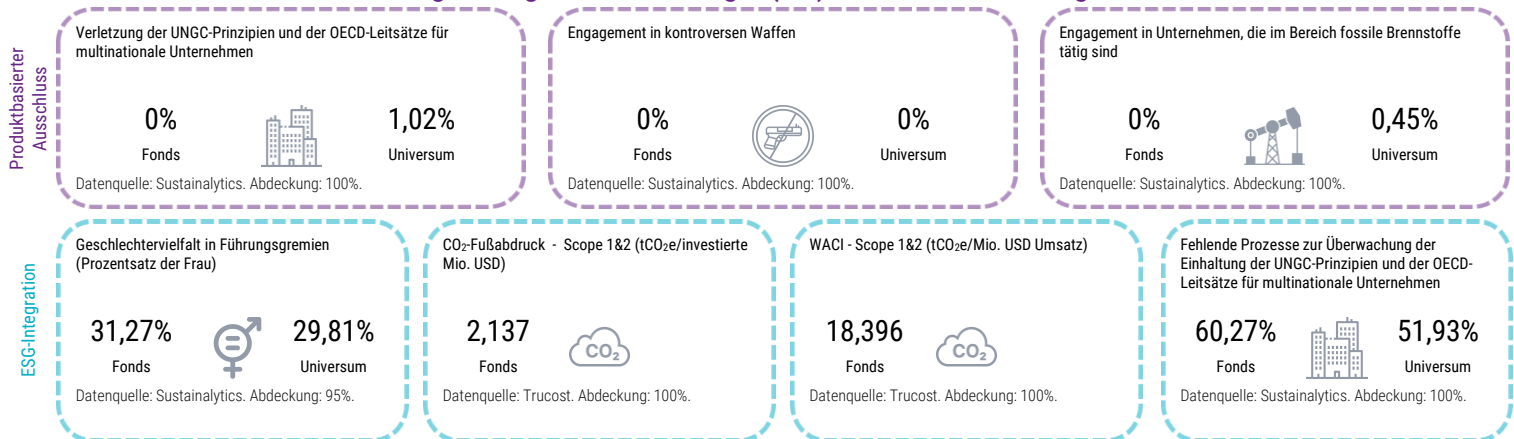 Produktbasierter
Ausschluss
Verletzung der UNGC-Prinzipien und der OECD-Leitsätze für
multinationale Unternehmen
0%
1,02%
Fonds
Universum
Datenquelle: Sustainalytics. Abdeckung: 100%.
Engagement in kontroversen Waffen
0%
0%
Fonds
Universum
Datenquelle: Sustainalytics. Abdeckung: 100%.
Engagement in Unternehmen, die im Bereich fossile Brennstoffe
tätig sind
0%
0,45%
Fonds
Universum
Datenquelle: Sustainalytics. Abdeckung: 100%.
ESG-Integration
Geschlechtervielfalt in Führungsgremien
(Prozentsatz der Frau)
31,27%
29,81%
Fonds
Universum
Datenquelle: Sustainalytics. Abdeckung: 95%.
CO₂-Fußabdruck - Scope 1&2 (tCO₂e/investierte
Mio. USD)
2,137
CO₂
Fonds
Datenquelle: Trucost. Abdeckung: 100%.
WACI - Scope 1&2 (tCO₂e/Mio. USD Umsatz)
18,396
CO₂
Fonds
Datenquelle: Trucost. Abdeckung: 100%.
Fehlende Prozesse zur Überwachung der
Einhaltung der UNGC-Prinzipien und der OECD-
Leitsätze für multinationale Unternehmen
60,27%
51,93%
Fonds
Universum
Datenquelle: Sustainalytics. Abdeckung: 100%.